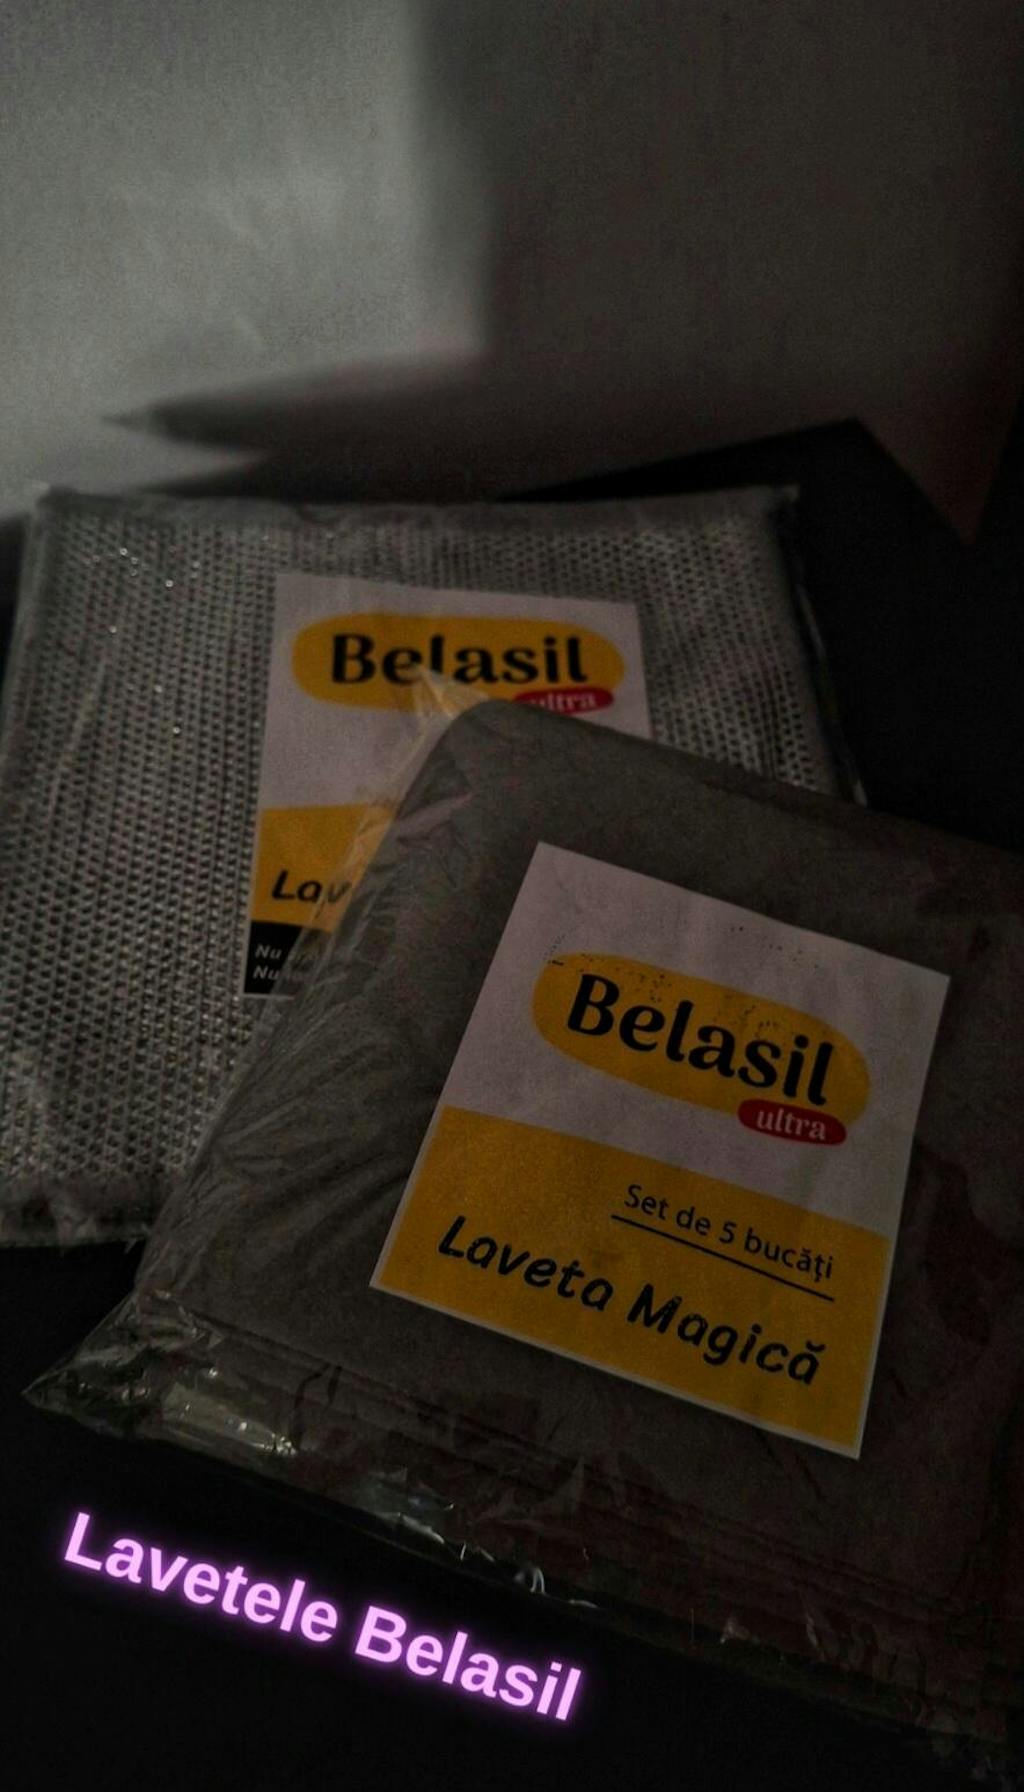 Belasil
ultra
Lav
Nu
Nu
Belasil
ultra
Set de 5 bucăți
Laveta Magică
Lavetele Belasil